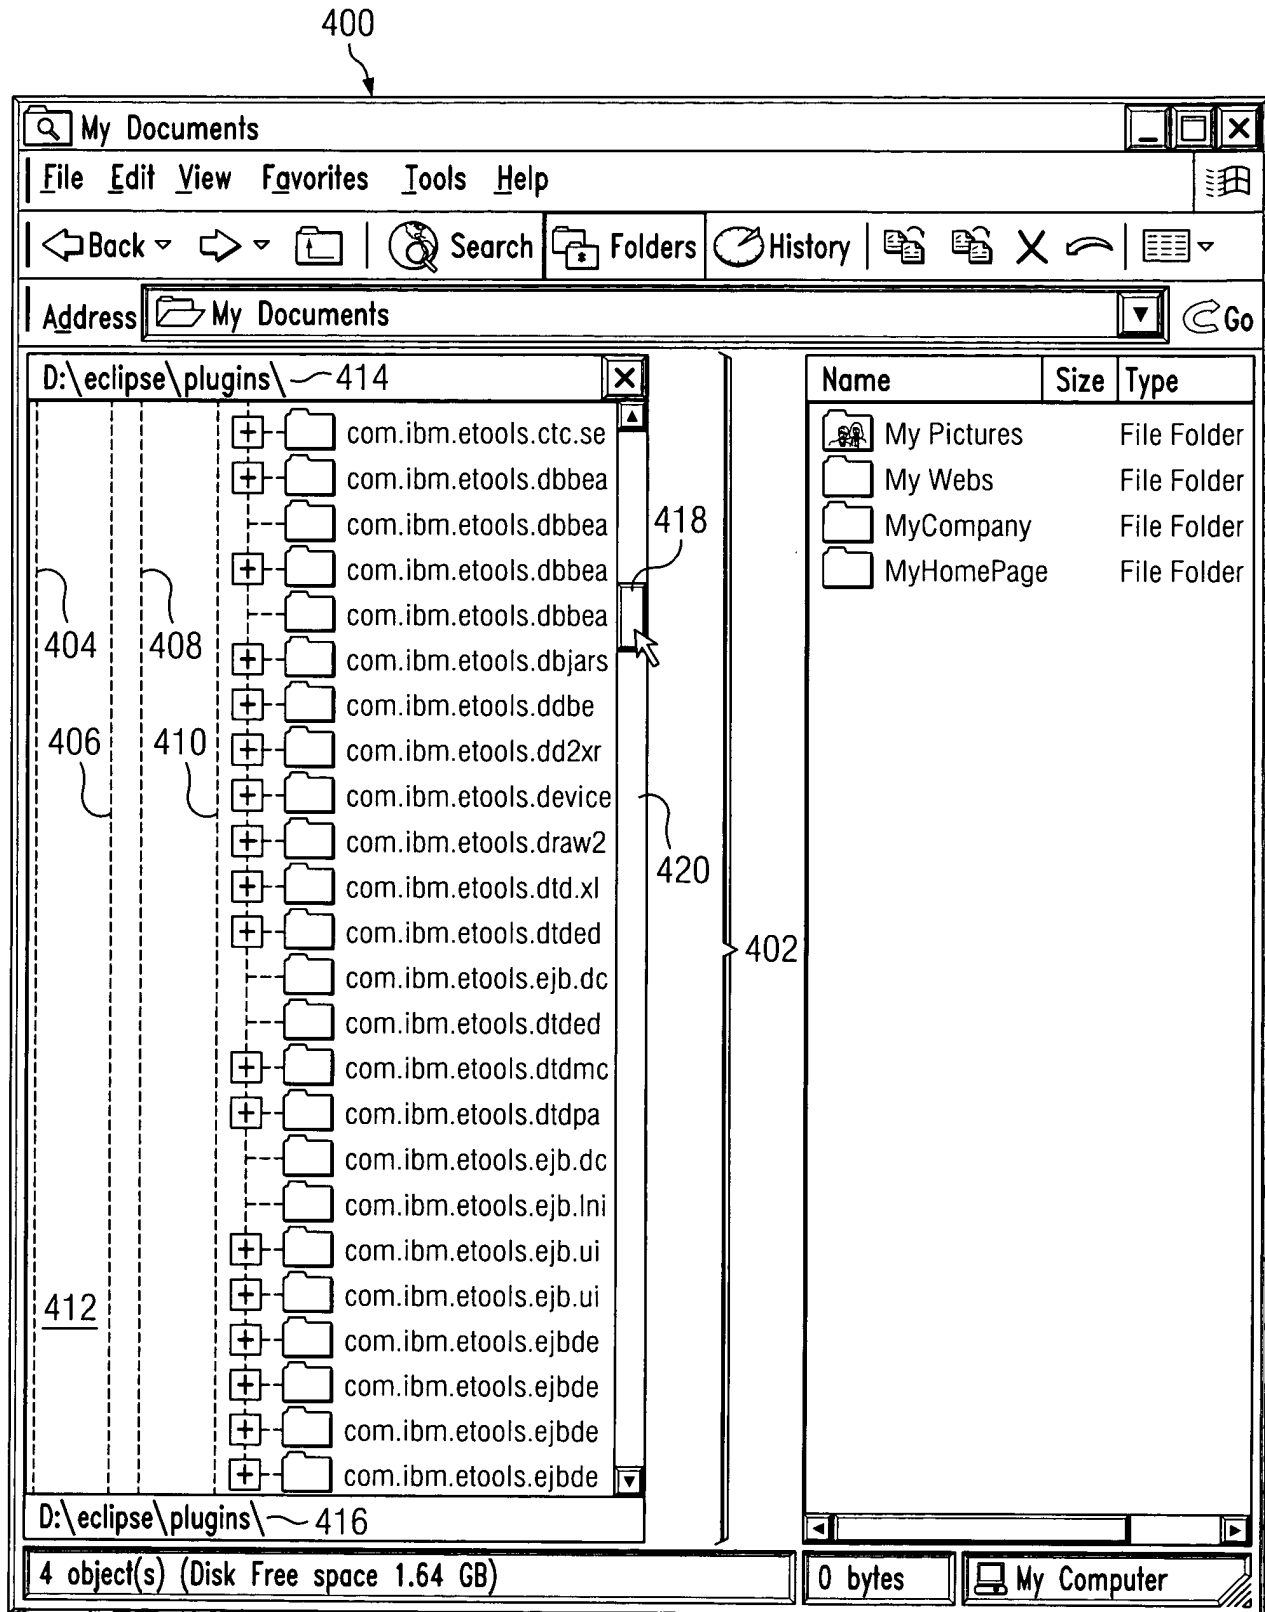 400
My Documents
File Edit View Favorites Tools Help
Back Search Folders History
Address My Documents Go
D:\eclipse\plugins\ 414
Name Size Type
com.ibm.etools.ctc.se
com.ibm.etools.dbbea
com.ibm.etools.dbbea
com.ibm.etools.dbbea
com.ibm.etools.dbbea
com.ibm.etools.dbjars
com.ibm.etools.ddbe
com.ibm.etools.dd2xr
com.ibm.etools.device
com.ibm.etools.draw2
com.ibm.etools.dtd.xl
com.ibm.etools.dtded
com.ibm.etools.ejb.dc
com.ibm.etools.dtded
com.ibm.etools.dtdmc
com.ibm.etools.dtdpa
com.ibm.etools.ejb.dc
com.ibm.etools.ejb.lni
com.ibm.etools.ejb.ui
com.ibm.etools.ejb.ui
com.ibm.etools.ejbde
com.ibm.etools.ejbde
com.ibm.etools.ejbde
com.ibm.etools.ejbde
404
408
406
410
412
418
420
402
My Pictures File Folder
My Webs File Folder
MyCompany File Folder
MyHomePage File Folder
D:\eclipse\plugins\ 416
4 object(s) (Disk Free space 1.64 GB)
0 bytes
My Computer